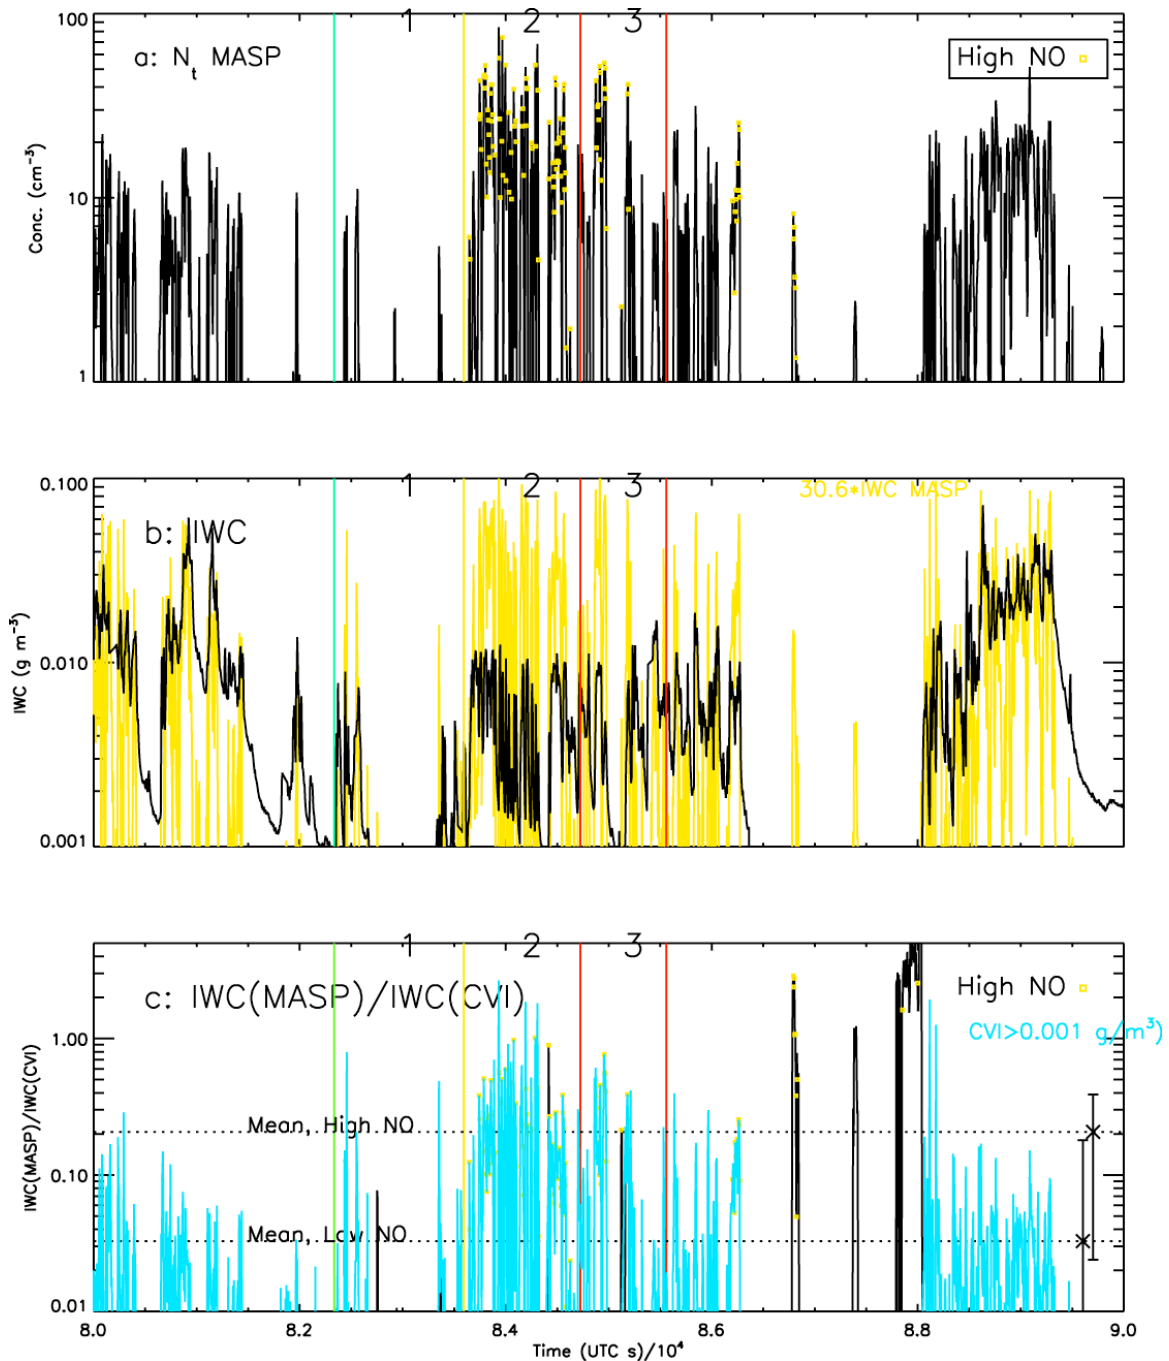 1 2 3
100
a: Nt MASP
High NO
Conc. (cm⁻³)
10
1
1 2 3
0.100
30.6*IWC MASP
b: IWC
IWC (g m⁻³)
0.010
0.001
1 2 3
c: IWC(MASP)/IWC(CVI)
High NO
CVI>0.001 g/m³)
1.00
IWC(MASP)/IWC(CVI)
Mean, High NO
0.10
Mean, Low NO
0.01
8.0 8.2 8.4 8.6 8.8 9.0
Time (UTC s)/10⁴